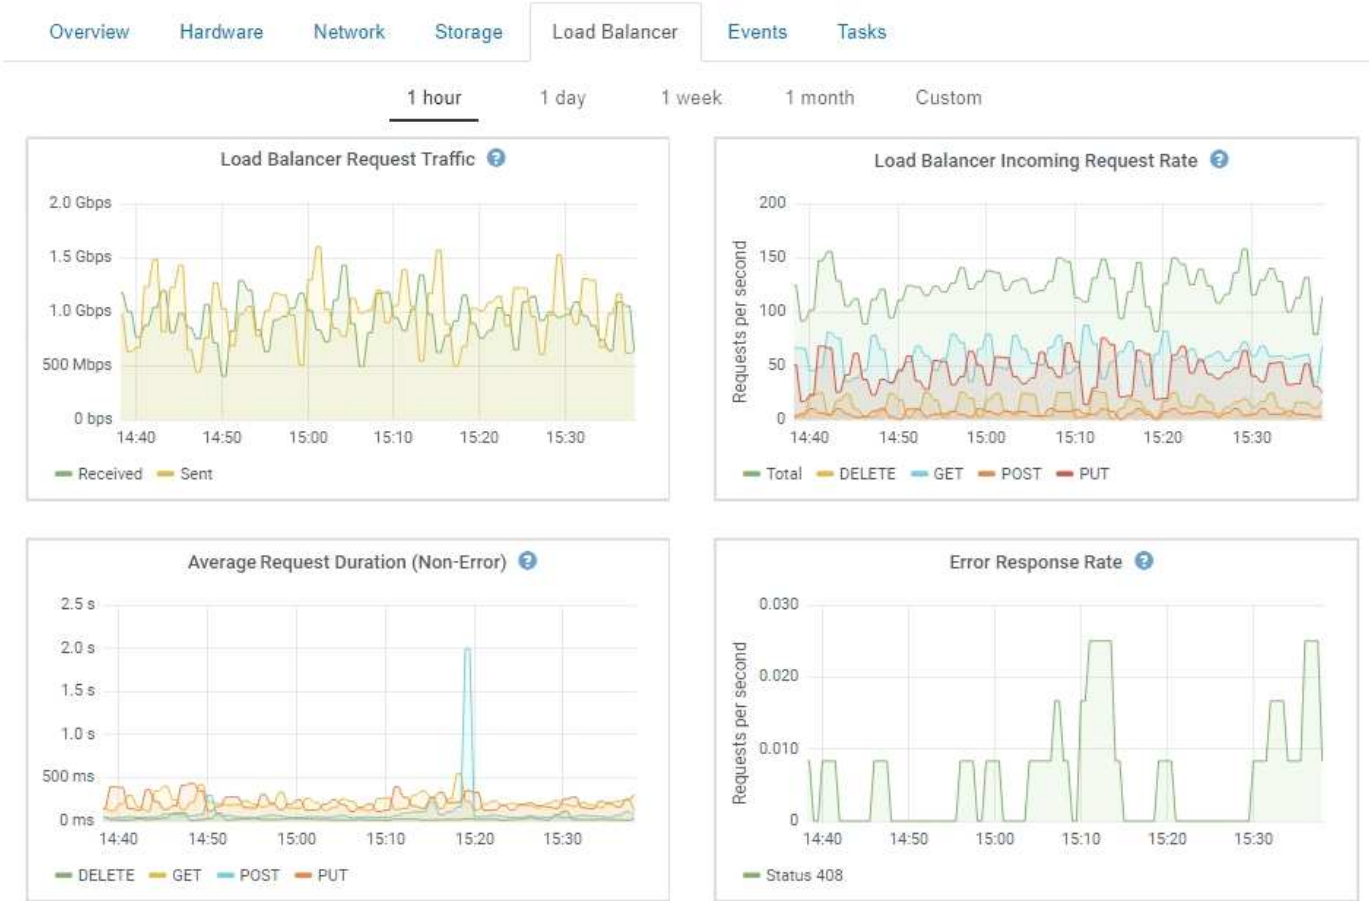 Overview Hardware Network Storage Load Balancer Events Tasks
1 hour 1 day 1 week 1 month Custom
Load Balancer Request Traffic ?
2.0 Gbps
1.5 Gbps
1.0 Gbps
500 Mbps
0 bps
14:40 14:50 15:00 15:10 15:20 15:30
Received Sent
Load Balancer Incoming Request Rate ?
Requests per second
200
150
100
50
0
14:40 14:50 15:00 15:10 15:20 15:30
Total DELETE GET POST PUT
Average Request Duration (Non-Error) ?
2.5 s
2.0 s
1.5 s
1.0 s
500 ms
0 ms
14:40 14:50 15:00 15:10 15:20 15:30
DELETE GET POST PUT
Error Response Rate ?
Requests per second
0.030
0.020
0.010
0
14:40 14:50 15:00 15:10 15:20 15:30
Status 408